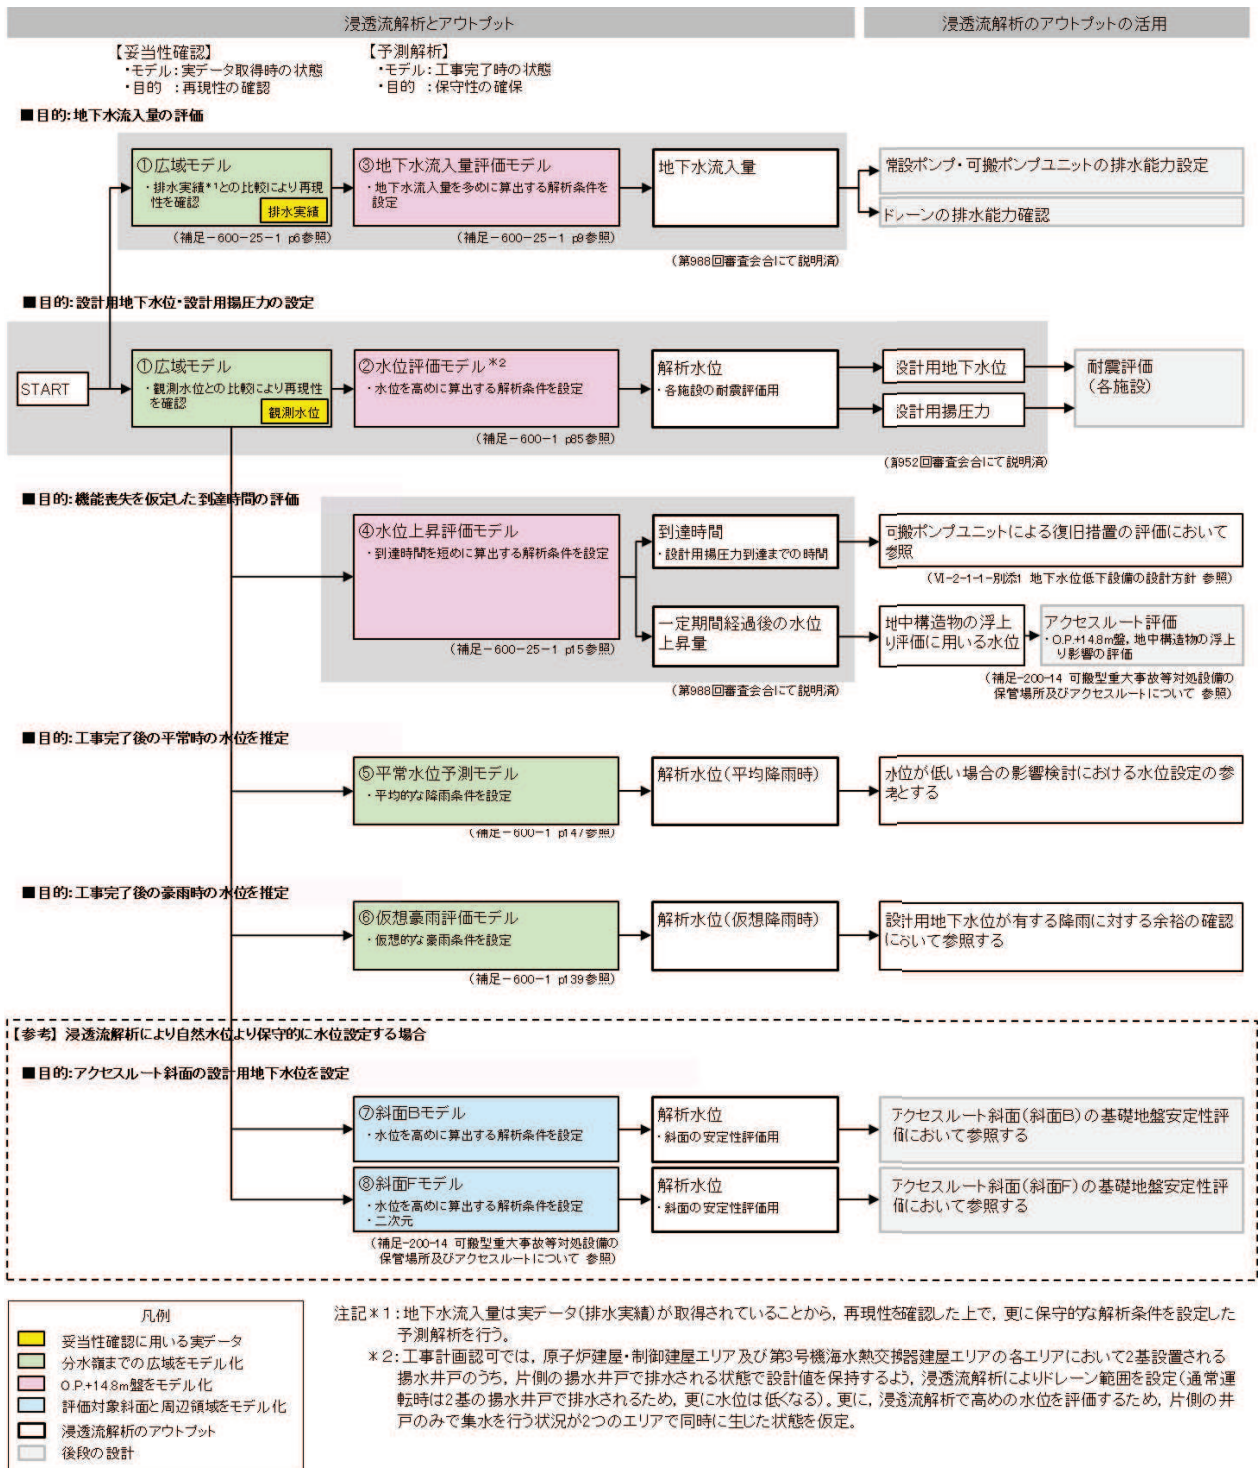 浸透流解析とアウトプット
浸透流解析のアウトプットの活用
【妥当性確認】
・モデル：実データ取得時の状態
・目的　：再現性の確認
【予測解析】
・モデル：工事完了時の状態
・目的　：保守性の確保
■目的：地下水流入量の評価
①広域モデル
・排水実績*1との比較により再現
性を確認
排水実績
(補足−600−25−1 p6参照)
③地下水流入量評価モデル
・地下水流入量を多めに算出する解析条件を
設定
(補足−600−25−1 p9参照)
地下水流入量
(第988回審査会合にて説明済)
常設ポンプ・可搬ポンプユニットの排水能力設定
ドレーンの排水能力確認
■目的：設計用地下水位・設計用揚圧力の設定
START
①広域モデル
・観測水位との比較により再現性
を確認
観測水位
②水位評価モデル*2
・水位を高めに算出する解析条件を設定
(補足−600−1 p85参照)
解析水位
・各施設の耐震評価用
設計用地下水位
設計用揚圧力
(第952回審査会合にて説明済)
耐震評価
(各施設)
■目的：機能喪失を仮定した到達時間の評価
④水位上昇評価モデル
・到達時間を短めに算出する解析条件を設定
(補足−600−25−1 p15参照)
到達時間
・設計用揚圧力到達までの時間
一定期間経過後の水位
上昇量
(第988回審査会合にて説明済)
可搬ポンプユニットによる復旧措置の評価において
参照
(Ⅵ-2-1-1-別添1 地下水位低下設備の設計方針 参照)
地中構造物の浮上
り評価に用いる水位
アクセスルート評価
・O.P.+14.8m盤，地中構造物の浮上
り影響の評価
(補足-200-14 可搬型重大事故等対処設備の
保管場所及びアクセスルートについて 参照)
■目的：工事完了後の平常時の水位を推定
⑤平常水位予測モデル
・平均的な降雨条件を設定
(補足−600−1 p147参照)
解析水位(平均降雨時)
水位が低い場合の影響検討における水位設定の参
考とする
■目的：工事完了後の豪雨時の水位を推定
⑥仮想豪雨評価モデル
・仮想的な豪雨条件を設定
(補足−600−1 p139参照)
解析水位(仮想降雨時)
設計用地下水位が有する降雨に対する余裕の確認
において参照する
【参考】浸透流解析により自然水位より保守的に水位設定する場合
■目的：アクセスルート斜面の設計用地下水位を設定
⑦斜面Bモデル
・水位を高めに算出する解析条件を設定
解析水位
・斜面の安定性評価用
アクセスルート斜面(斜面B)の基礎地盤安定性評
価において参照する
⑧斜面Fモデル
・水位を高めに算出する解析条件を設定
・二次元
(補足-200-14 可搬型重大事故等対処設備の
保管場所及びアクセスルートについて 参照)
解析水位
・斜面の安定性評価用
アクセスルート斜面(斜面F)の基礎地盤安定性評
価において参照する
凡例
妥当性確認に用いる実データ
分水嶺までの広域をモデル化
O.P.+14.8m盤をモデル化
評価対象斜面と周辺領域をモデル化
浸透流解析のアウトプット
後段の設計
注記＊1：地下水流入量は実データ(排水実績)が取得されていることから，再現性を確認した上で，更に保守的な解析条件を設定した
予測解析を行う。
＊2：工事計画認可では，原子炉建屋・制御建屋エリア及び第3号機海水熱交換器建屋エリアの各エリアにおいて2基設置される
揚水井戸のうち，片側の揚水井戸で排水される状態で設計値を保持するよう，浸透流解析によりドレーン範囲を設定(通常運
転時は2基の揚水井戸で排水されるため，更に水位は低くなる)。更に，浸透流解析で高めの水位を評価するため，片側の井
戸のみで集水を行う状況が2つのエリアで同時に生じた状態を仮定。